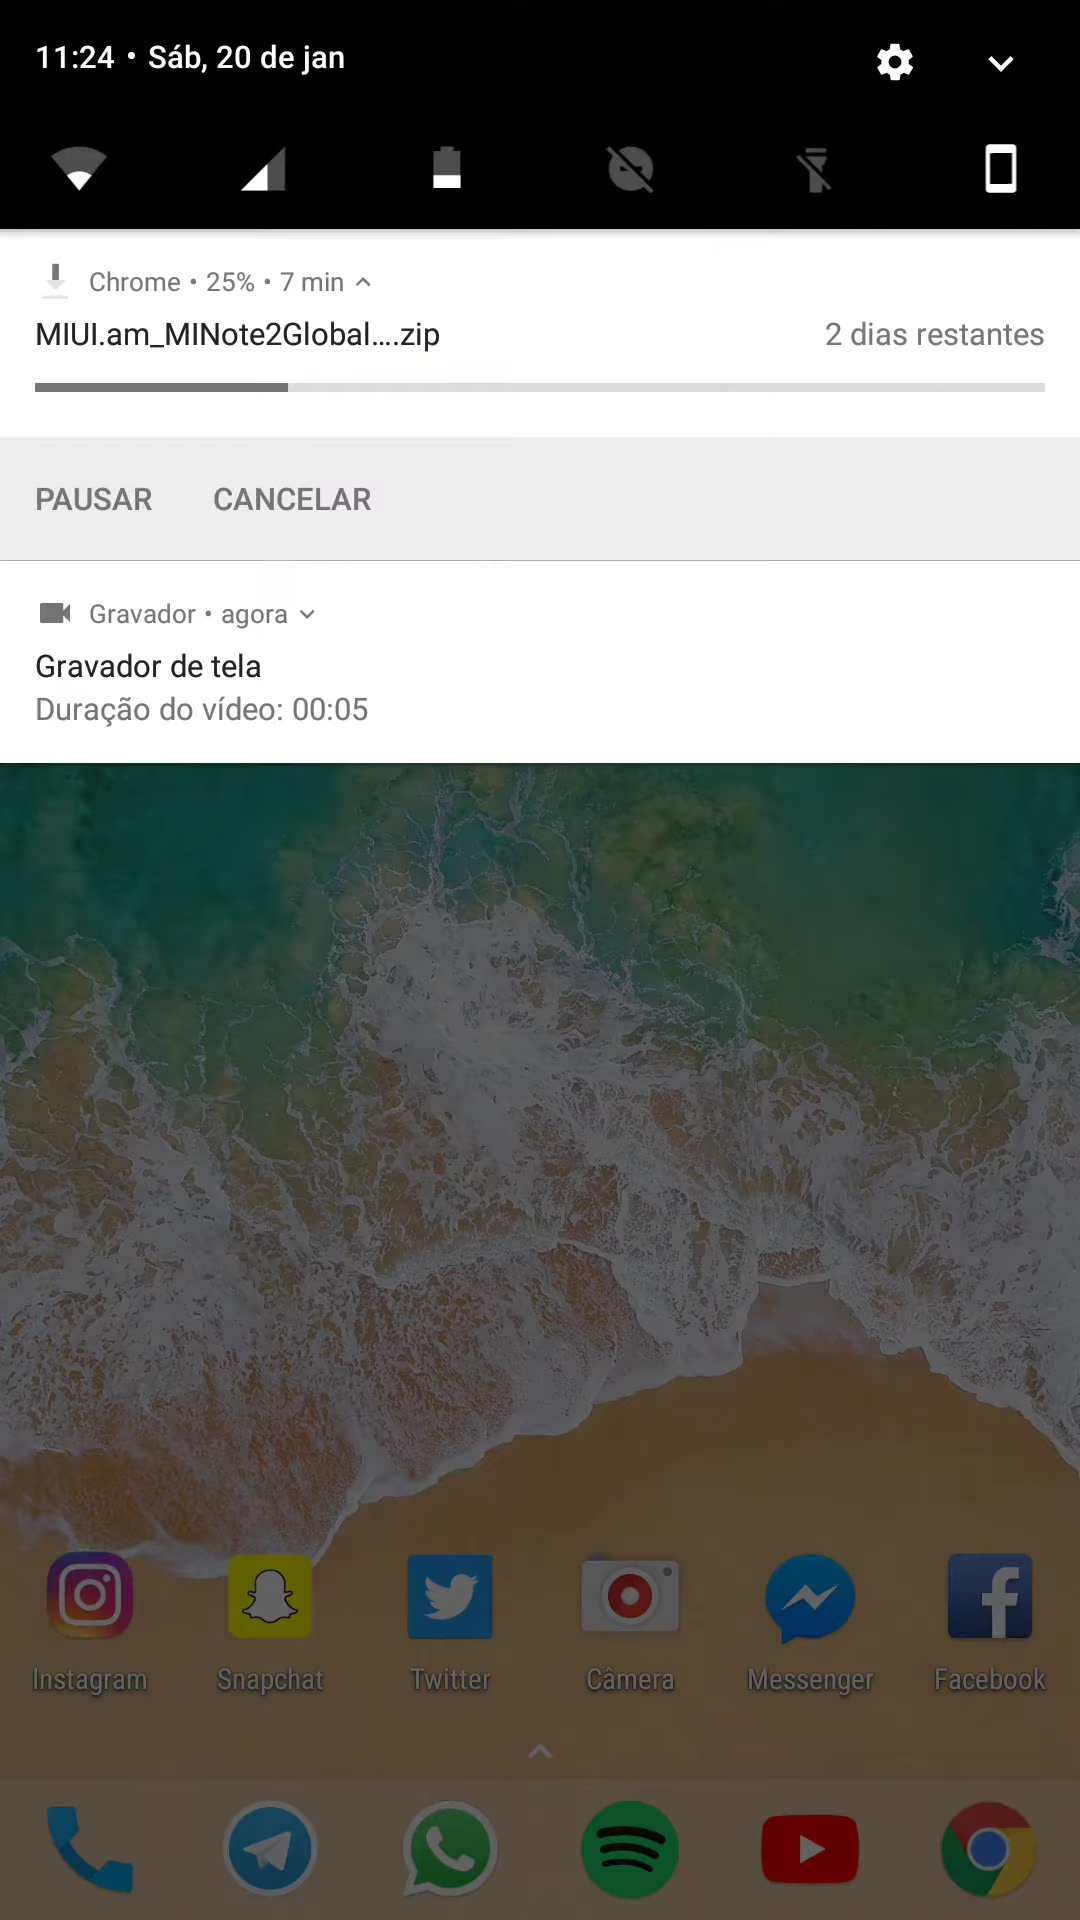 11:24 • Sáb, 20 de jan
Chrome • 25% • 7 min
MIUI.am_MINote2Global....zip 2 dias restantes
PAUSAR CANCELAR
Gravador • agora
Gravador de tela
Duração do vídeo: 00:05
Instagram Snapchat Twitter Câmera Messenger Facebook